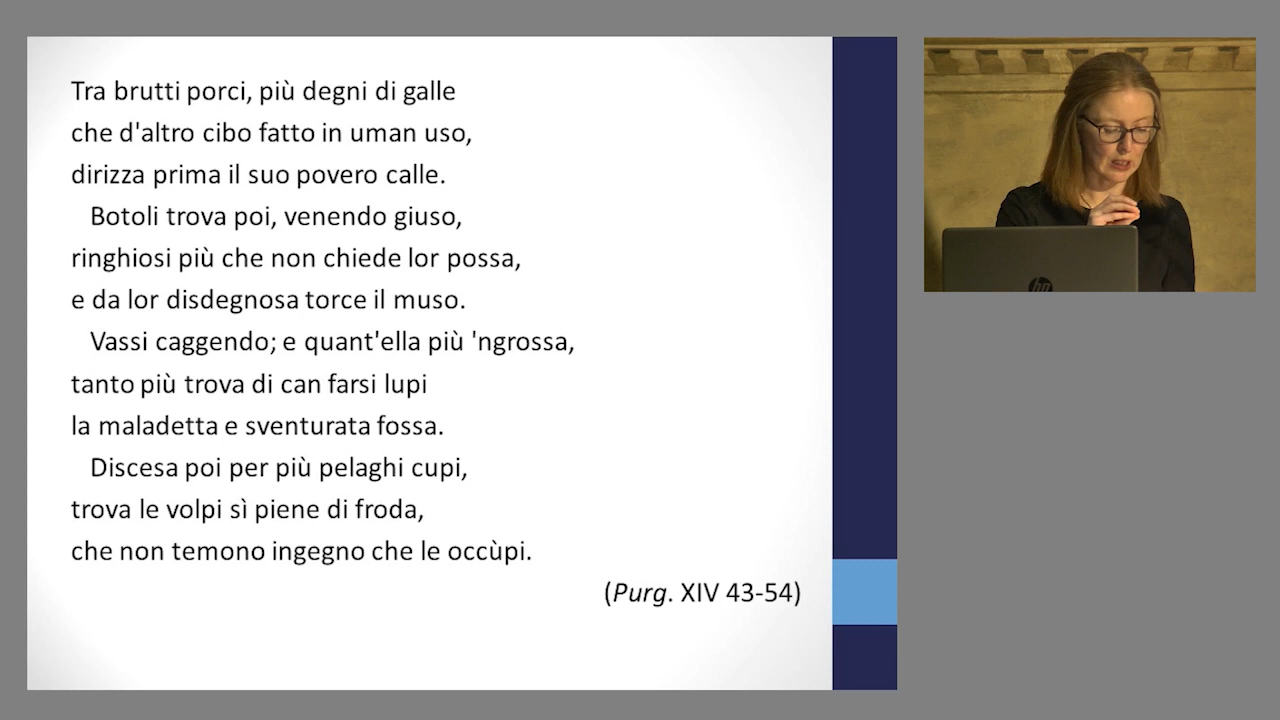 Tra brutti porci, più degni di galle
che d'altro cibo fatto in uman uso,
dirizza prima il suo povero calle.
Botoli trova poi, venendo giuso,
ringhiosi più che non chiede lor possa,
e da lor disdegnosa torce il muso.
Vassi caggendo; e quant'ella più 'ngrossa,
tanto più trova di can farsi lupi
la maladetta e sventurata fossa.
Discesa poi per più pelaghi cupi,
trova le volpi sì piene di froda,
che non temono ingegno che le occùpi.
(Purg. XIV 43-54)
hp